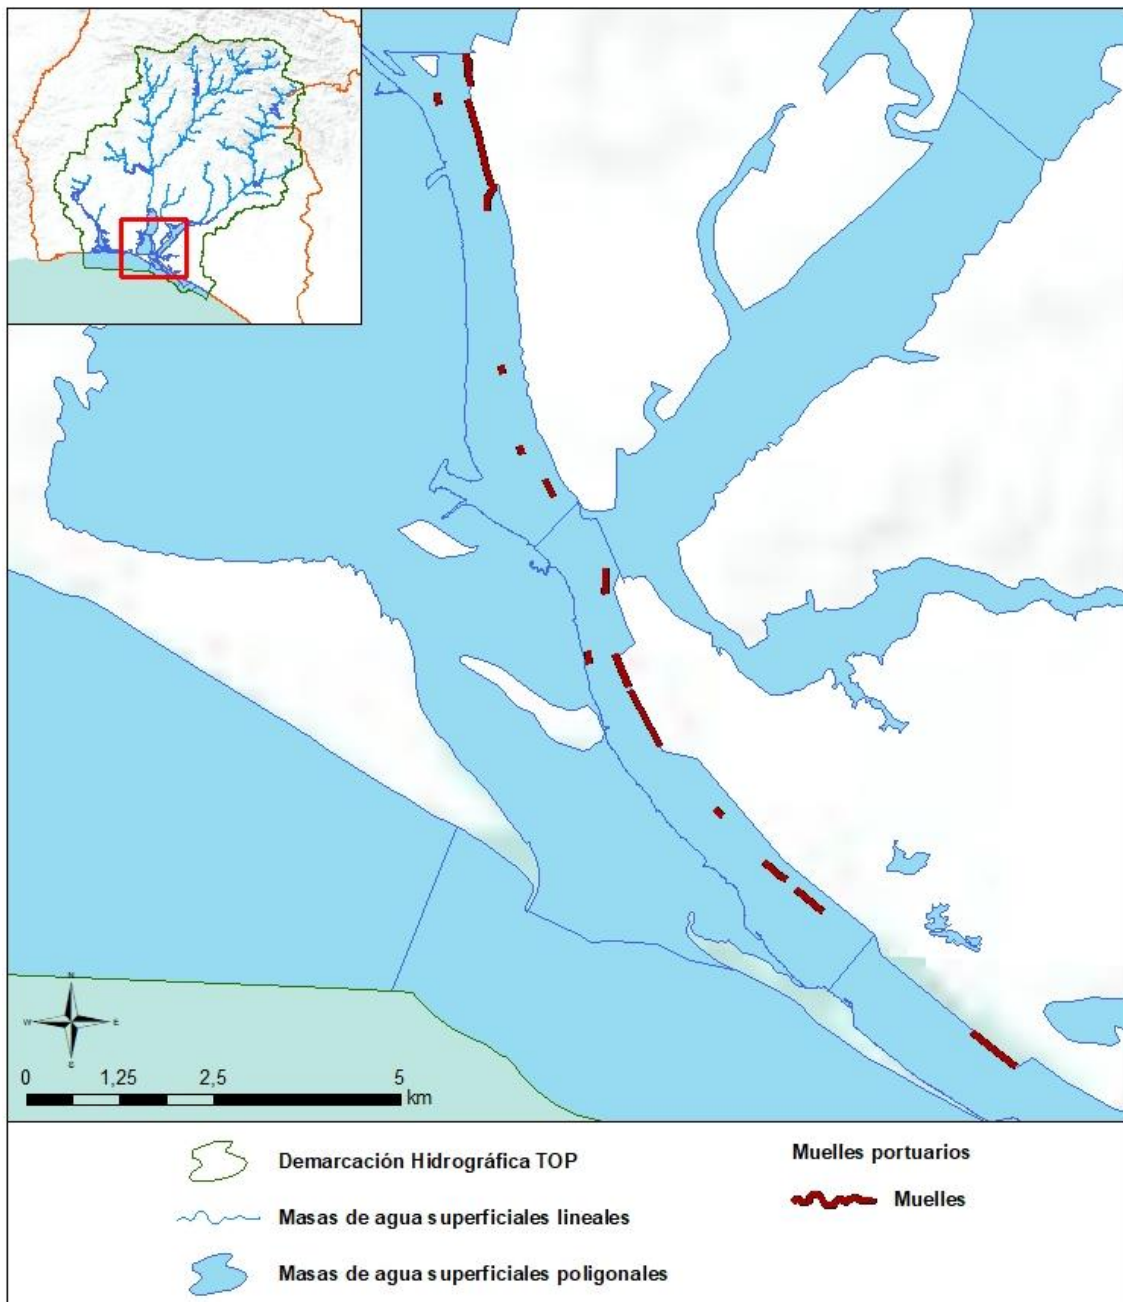 N
W
E
S
0 1,25 2,5 5
km
Demarcación Hidrográfica TOP
Masas de agua superficiales lineales
Masas de agua superficiales poligonales
Muelles portuarios
Muelles